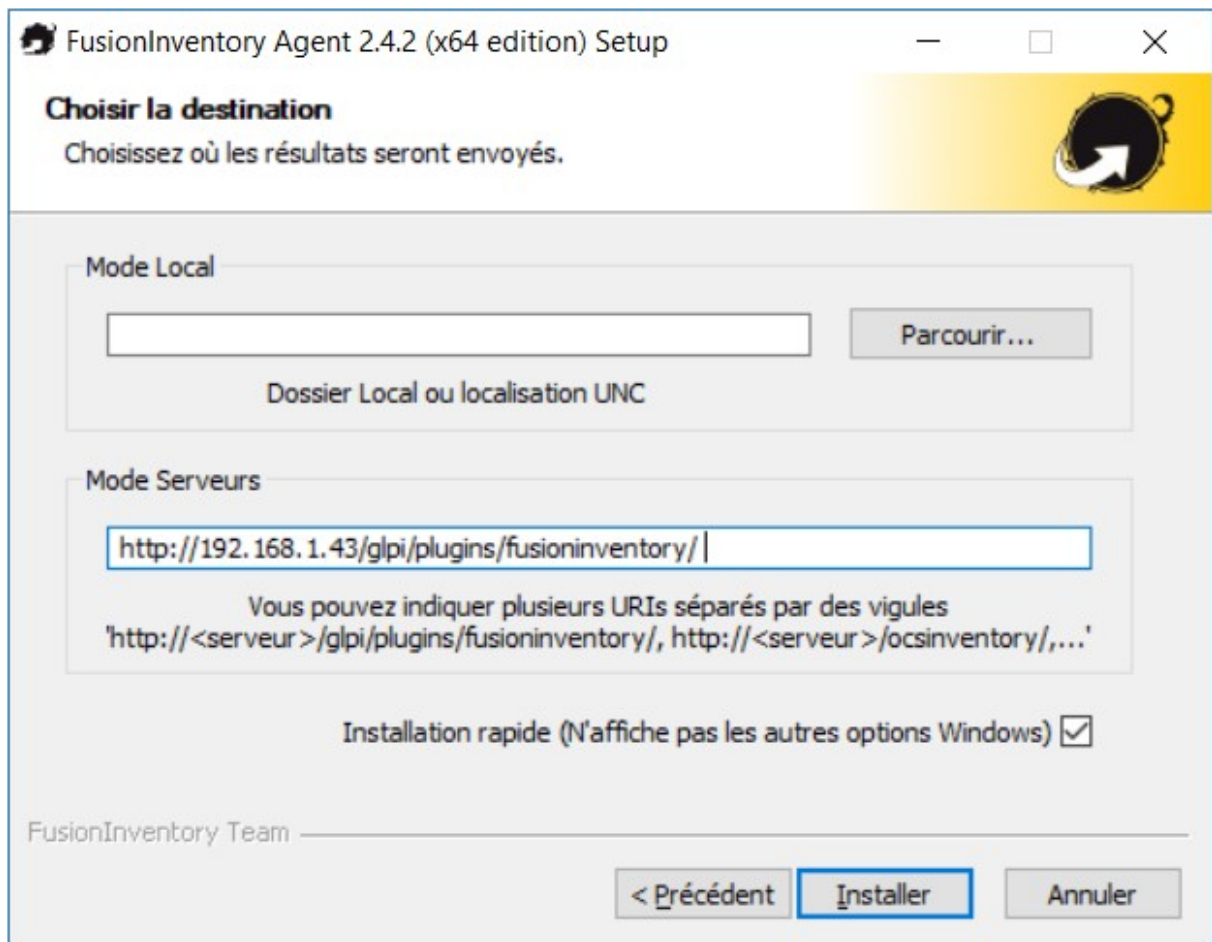 FusionInventory Agent 2.4.2 (x64 edition) Setup
Choisir la destination
Choisissez où les résultats seront envoyés.
Mode Local
Parcourir...
Dossier Local ou localisation UNC
Mode Serveurs
http://192.168.1.43/glpi/plugins/fusioninventory/
Vous pouvez indiquer plusieurs URIs séparés par des vigules
'http://<serveur>/glpi/plugins/fusioninventory/, http://<serveur>/ocsinventory/,...'
Installation rapide (N'affiche pas les autres options Windows)
FusionInventory Team
< Précédent
Installer
Annuler